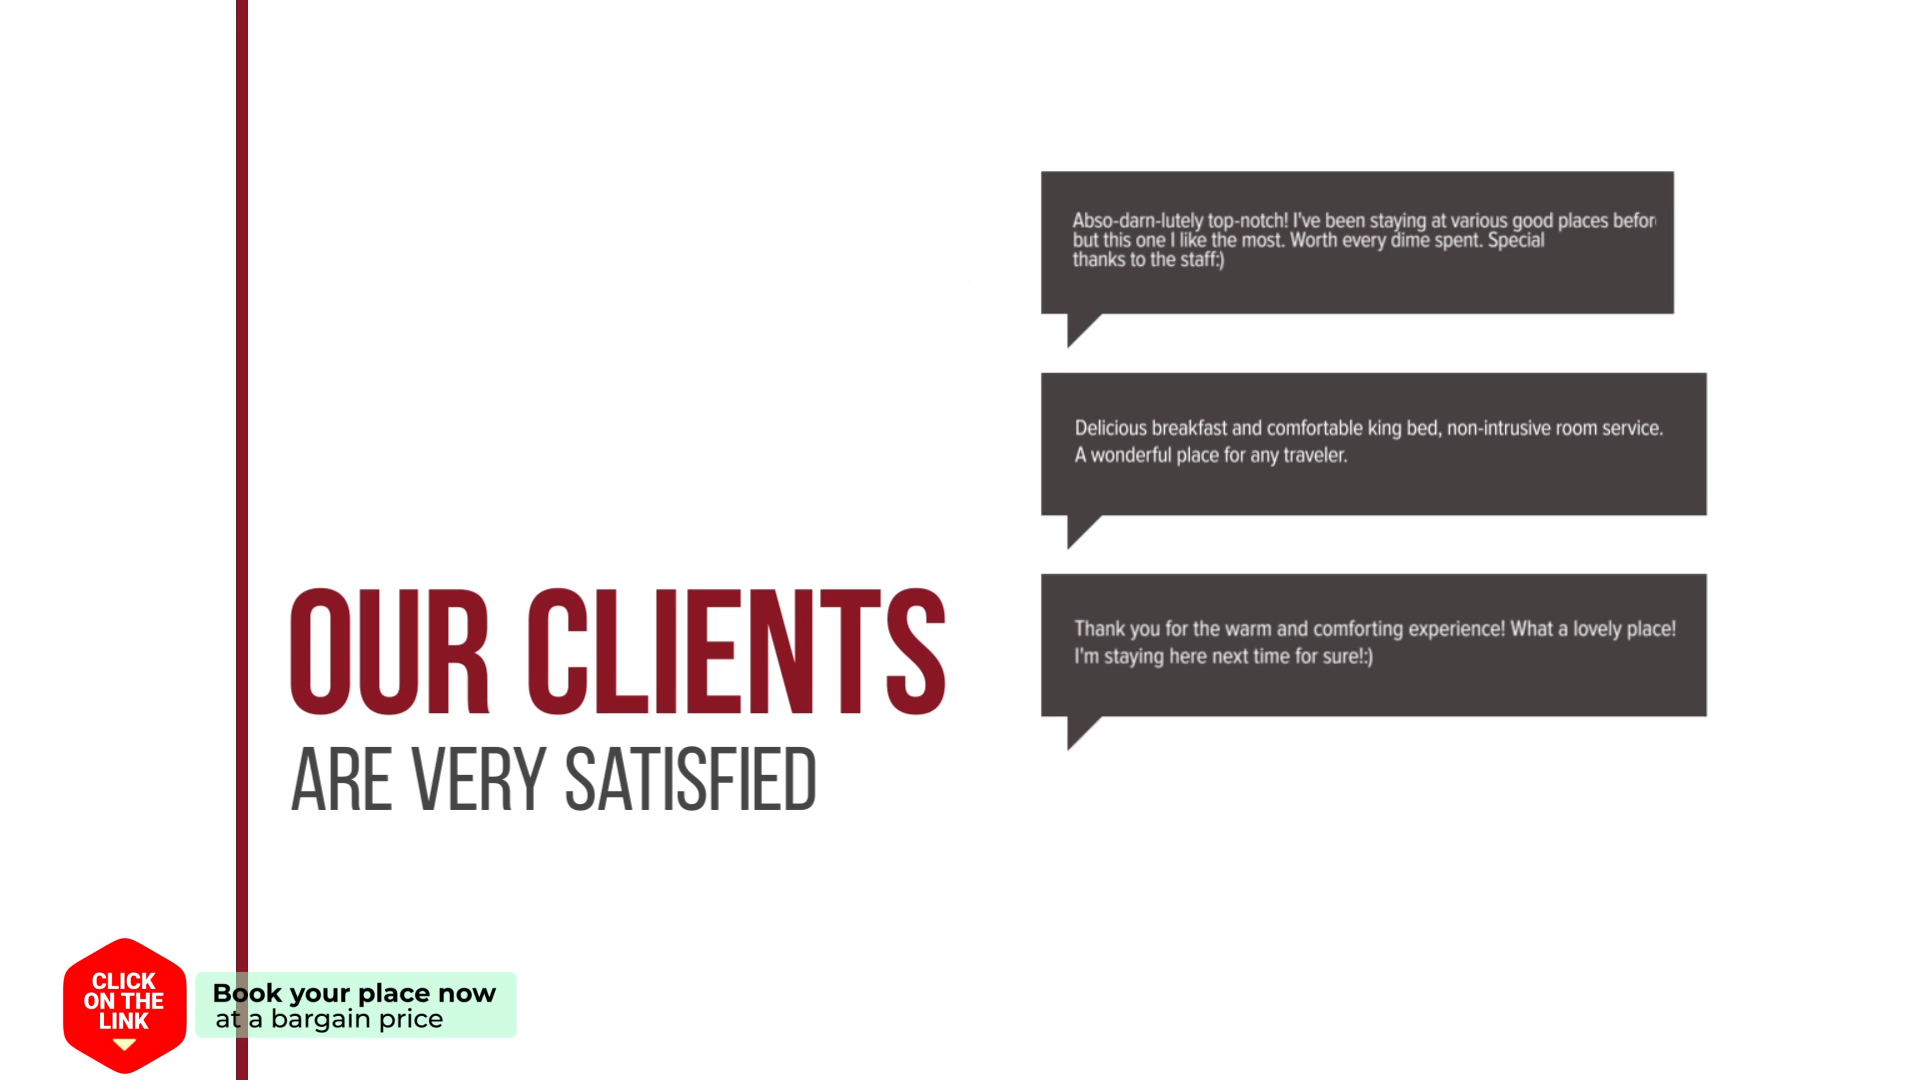 Abso-darn-lutely top-notch! I've been staying at various good places befor
but this one I like the most. Worth every dime spent. Special
thanks to the staff:)
Delicious breakfast and comfortable king bed, non-intrusive room service.
A wonderful place for any traveler.
Thank you for the warm and comforting experience! What a lovely place!
I'm staying here next time for sure!:)
OUR CLIENTS
ARE VERY SATISFIED
CLICK
ON THE
LINK
Book your place now
at a bargain price